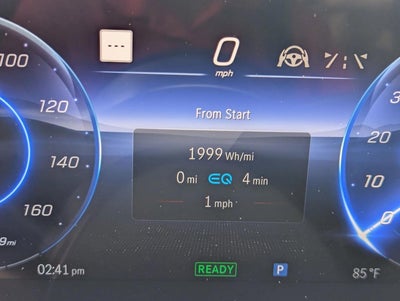 ---
0
mph
100
120
140
160
9mi
From Start
1999 Wh/mi
0 mi EQ 4 min
1 mph
20
10
0
02:41 pm
READY
P
85°F